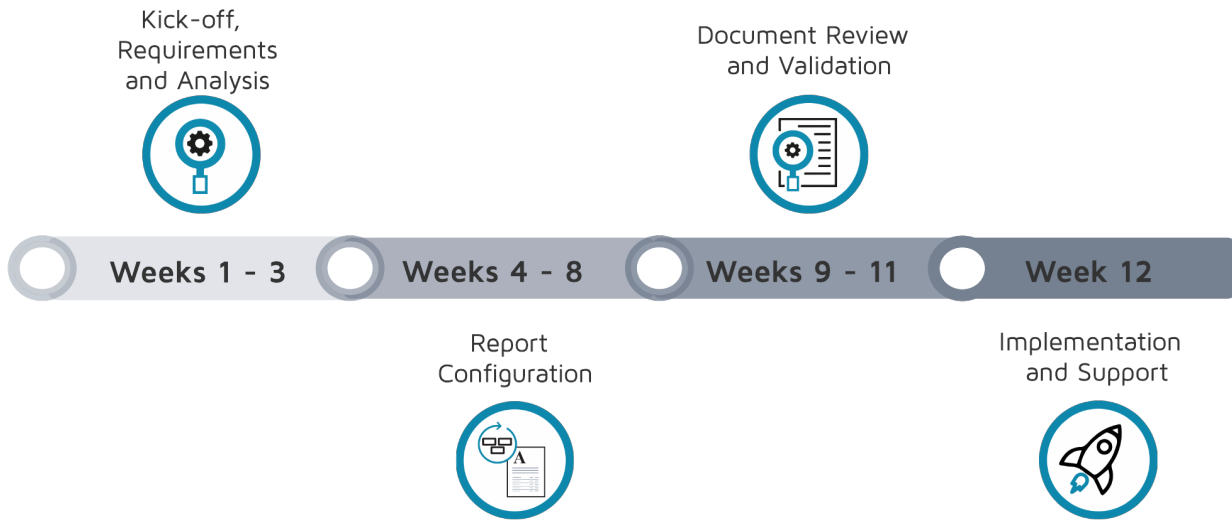 Kick-off,
Requirements
and Analysis
Document Review
and Validation
Weeks 1 - 3
Weeks 4 - 8
Weeks 9 - 11
Week 12
Report
Configuration
Implementation
and Support
A